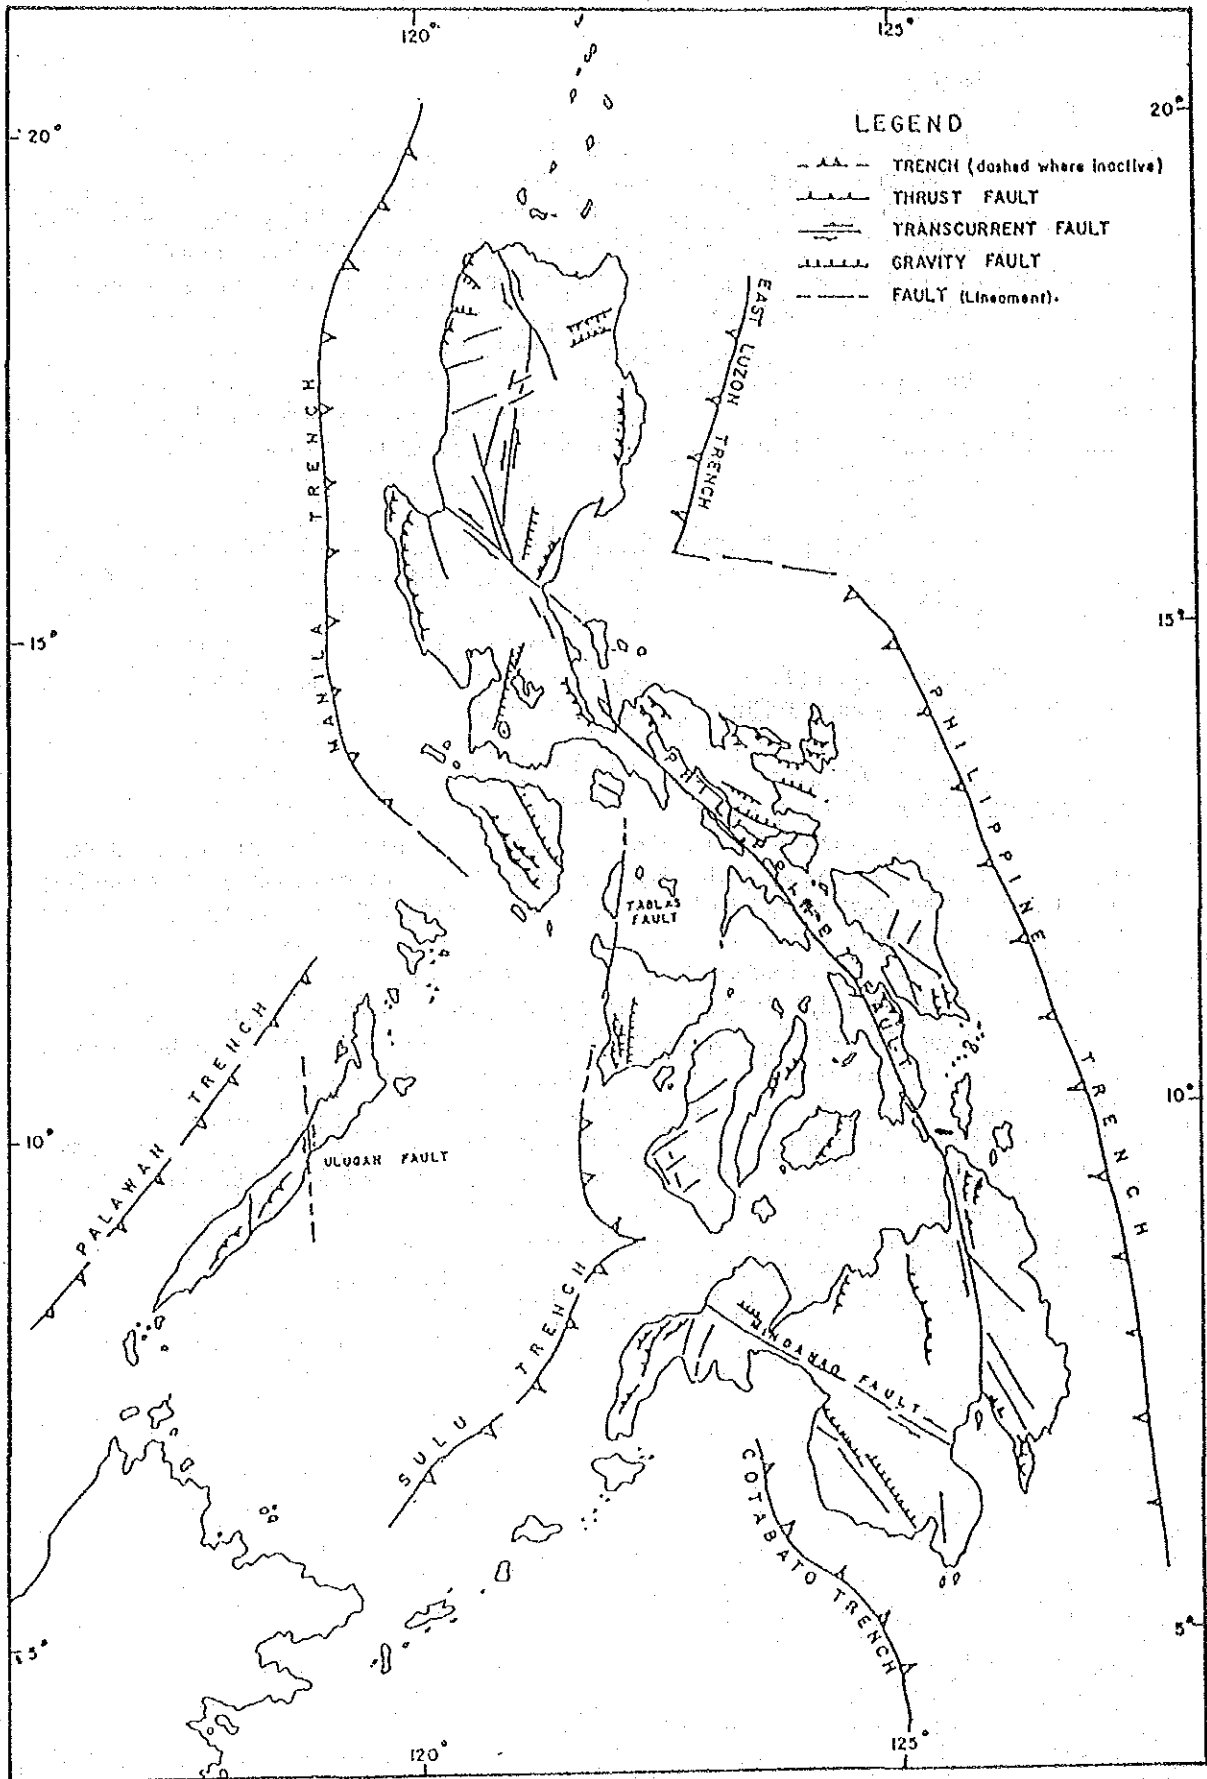 120°
125°
20°
20°
LEGEND
TRENCH (dashed where inactive)
THRUST FAULT
TRANSCURRENT FAULT
GRAVITY FAULT
FAULT (Lineament).
EAST LUZON TRENCH
MANILA TRENCH
15°
15°
PHILIPPINE TRENCH
PHILIPPINE FAULT
TABLAS
FAULT
PALAWAN TRENCH
10°
10°
ULUGAN FAULT
SULU TRENCH
MINDANAO FAULT
COTABATO TRENCH
5°
5°
120°
125°